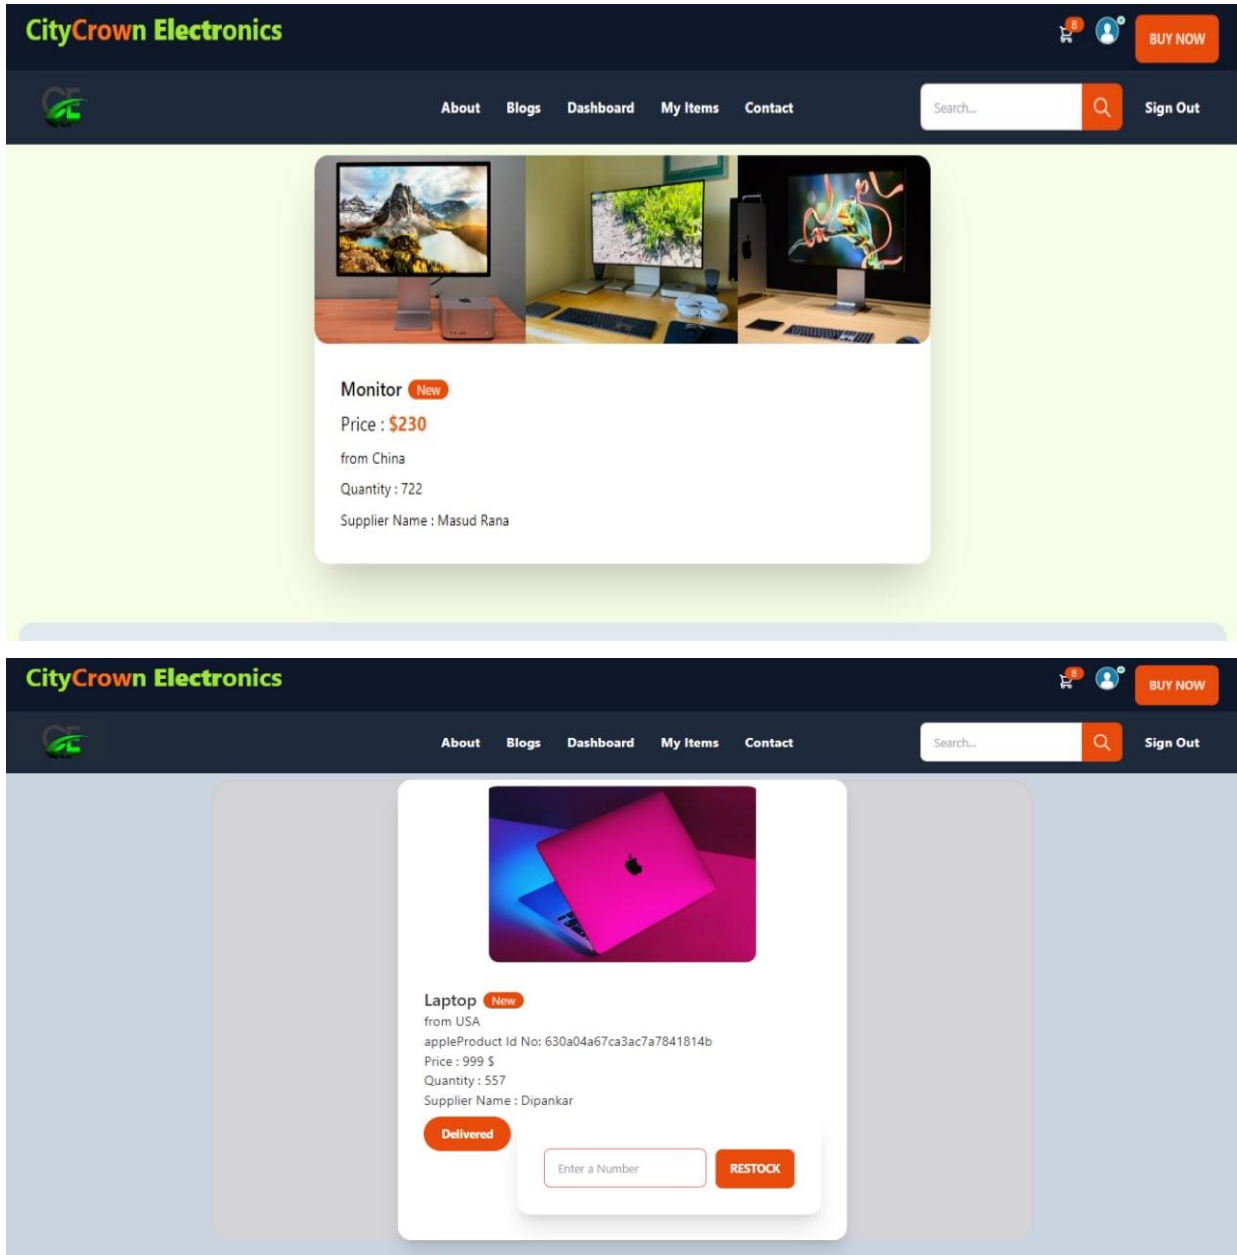 CityCrown Electronics
8
BUY NOW
CE
About Blogs Dashboard My Items Contact
Search...
Sign Out
Monitor New
Price : $230
from China
Quantity : 722
Supplier Name : Masud Rana
CityCrown Electronics
8
BUY NOW
CE
About Blogs Dashboard My Items Contact
Search...
Sign Out
Laptop New
from USA
appleProduct Id No: 630a04a67ca3ac7a7841814b
Price : 999 $
Quantity : 557
Supplier Name : Dipankar
Delivered
Enter a Number
RESTOCK